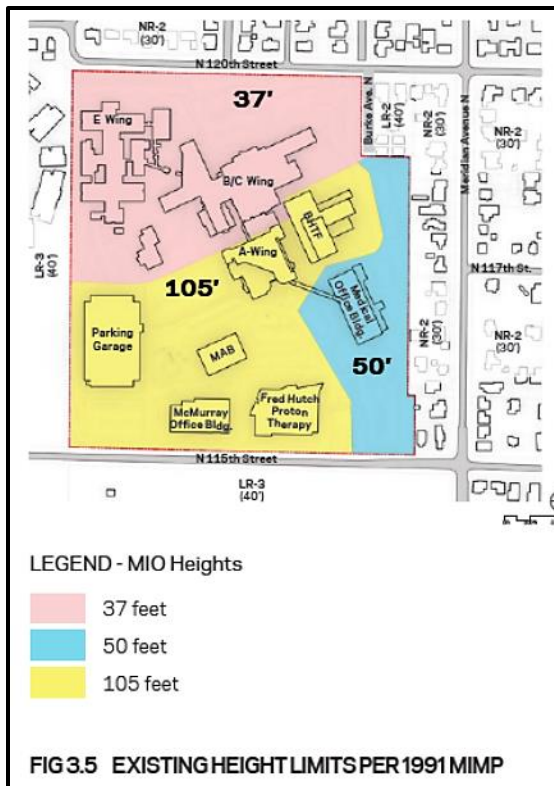 NR-2
(30')
N 120th Street
37'
E Wing
Burke Ave. N
LR-2
(40')
NR-2
(30')
Meridian Avenue N
NR-2
(30')
B/C Wing
BHTF
A-Wing
LR-3
(40')
N 117th St.
105'
Medical
Office Bldg.
Parking
Garage
MAB
50'
NR-2
(30')
NR-2
(30')
Fred Hutch
Proton
Therapy
McMurray
Office Bldg.
N 115th Street
LR-3
(40')
LEGEND - MIO Heights
37 feet
50 feet
105 feet
FIG 3.5 EXISTING HEIGHT LIMITS PER 1991 MIMP